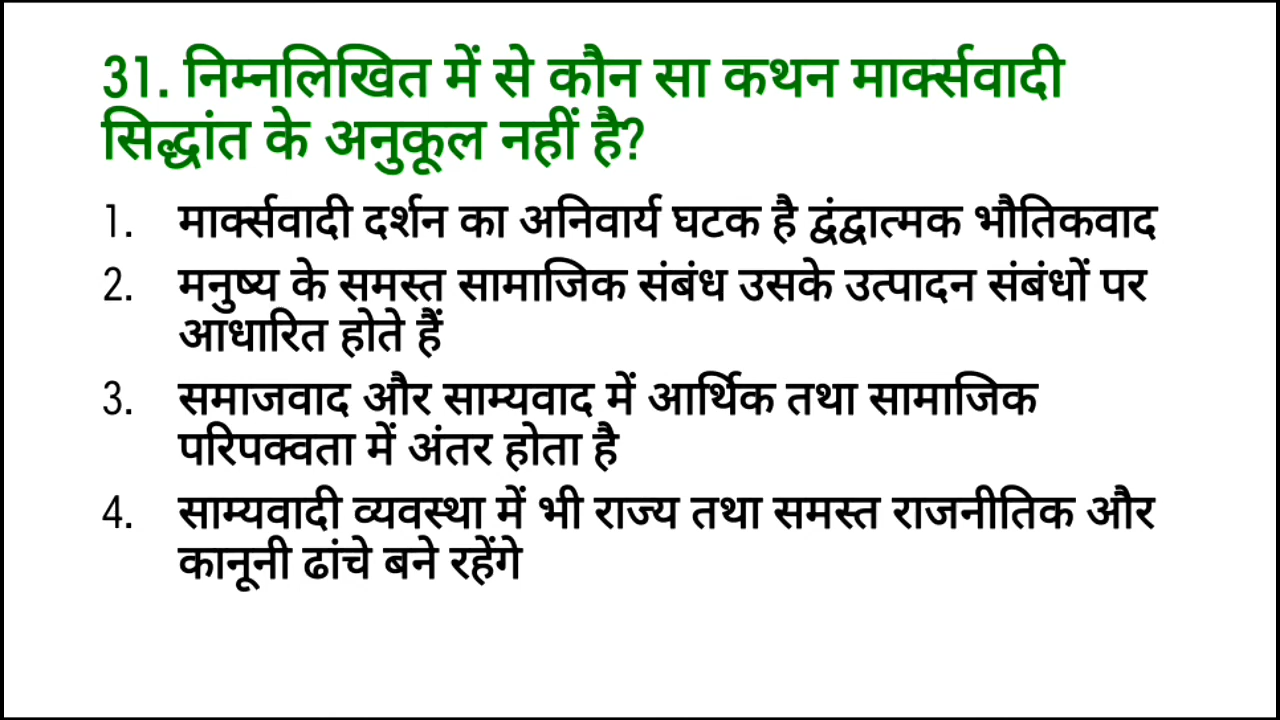 31. निम्नलिखित में से कौन सा कथन मार्क्सवादी
सिद्धांत के अनुकूल नहीं है?
1. मार्क्सवादी दर्शन का अनिवार्य घटक है द्वंद्वात्मक भौतिकवाद
2. मनुष्य के समस्त सामाजिक संबंध उसके उत्पादन संबंधों पर
आधारित होते हैं
3. समाजवाद और साम्यवाद में आर्थिक तथा सामाजिक
परिपक्वता में अंतर होता है
4. साम्यवादी व्यवस्था में भी राज्य तथा समस्त राजनीतिक और
कानूनी ढांचे बने रहेंगे